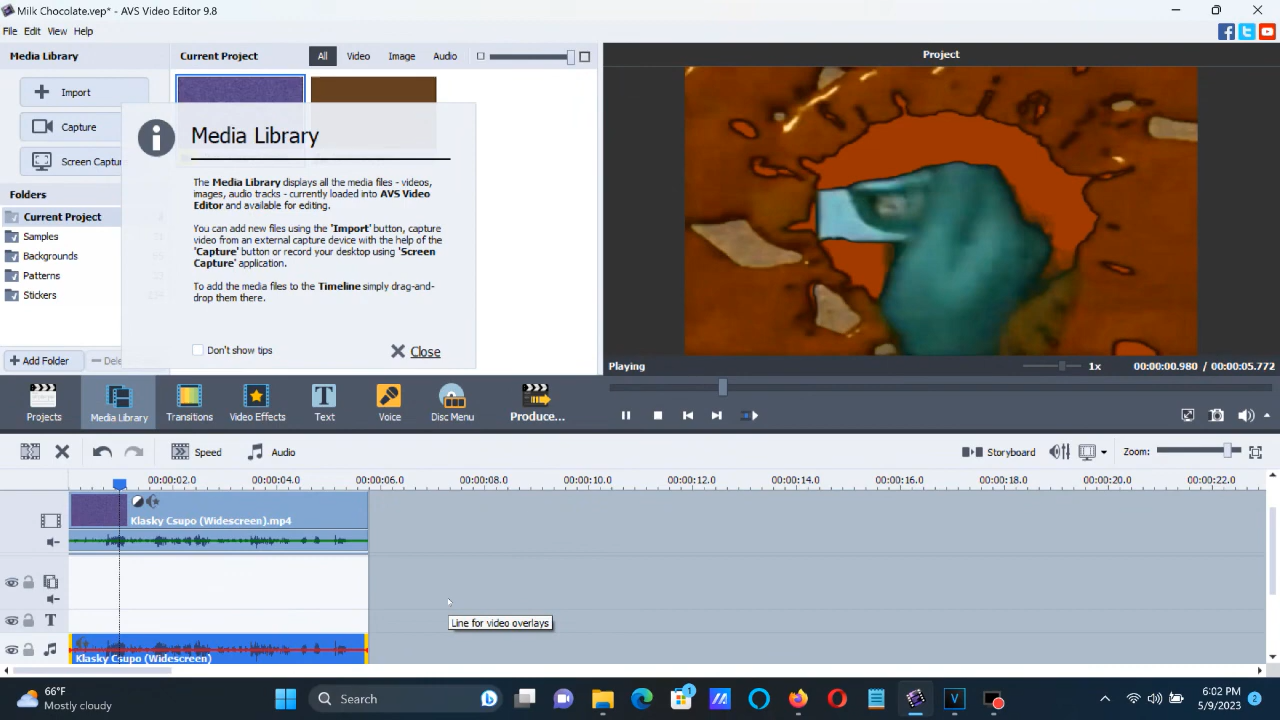 Milk Chocolate.vep* - AVS Video Editor 9.8
File Edit View Help
Media Library
Current Project
All Video Image Audio
Project
Import
Capture
Screen Captu
Folders
Current Project
Samples
Backgrounds
Patterns
Stickers
Media Library
The Media Library displays all the media files - videos,
images, audio tracks - currently loaded into AVS Video
Editor and available for editing.
You can add new files using the 'Import' button, capture
video from an external capture device with the help of the
'Capture' button or record your desktop using 'Screen
Capture' application.
To add the media files to the Timeline simply drag-and-
drop them there.
Don't show tips
Close
Add Folder
Dele
Playing
1x
00:00:00.980 / 00:00:05.772
Projects
Media Library
Transitions
Video Effects
Text
Voice
Disc Menu
Produce...
Speed
Audio
Storyboard
Zoom:
00:00:02.0 00:00:04.0 00:00:06.0 00:00:08.0 00:00:10.0 00:00:12.0 00:00:14.0 00:00:16.0 00:00:18.0 00:00:20.0 00:00:22.0
Klasky Csupo (Widescreen).mp4
T
Line for video overlays
Klasky Csupo (Widescreen)
66°F
Mostly cloudy
Search
1
V
6:02 PM
5/9/2023
2